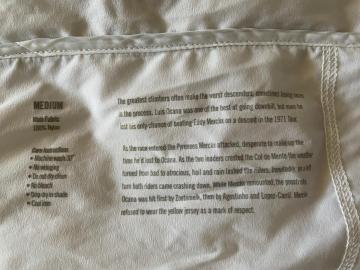 MEDIUM
Main Fabric:
100% Nylon
Care Instructions:
• Machine wash 30°
• No wringing
• Do not dry clean
• No bleach
• Drip dry in shade
• Cool iron
The greatest climbers often make the worst descenders, sometimes losing races
in the process. Luis Ocana was one of the best at going downhill, but even he
lost his only chance of beating Eddy Merckx on a descent in the 1971 Tour.
As the race entered the Pyrenees Merckx attacked, desperate to make up the
time he'd lost to Ocana. As the two leaders crested the Col de Mente the weather
turned from bad to atrocious, hail and rain lashed the riders. Inevitably,
turn both riders came crashing down. While Merckx remounted, the prostrate
Ocana was hit first by Zoetemelk, then by Agostinho and Lopez-Carril. Merckx
refused to wear the yellow jersey as a mark of respect.